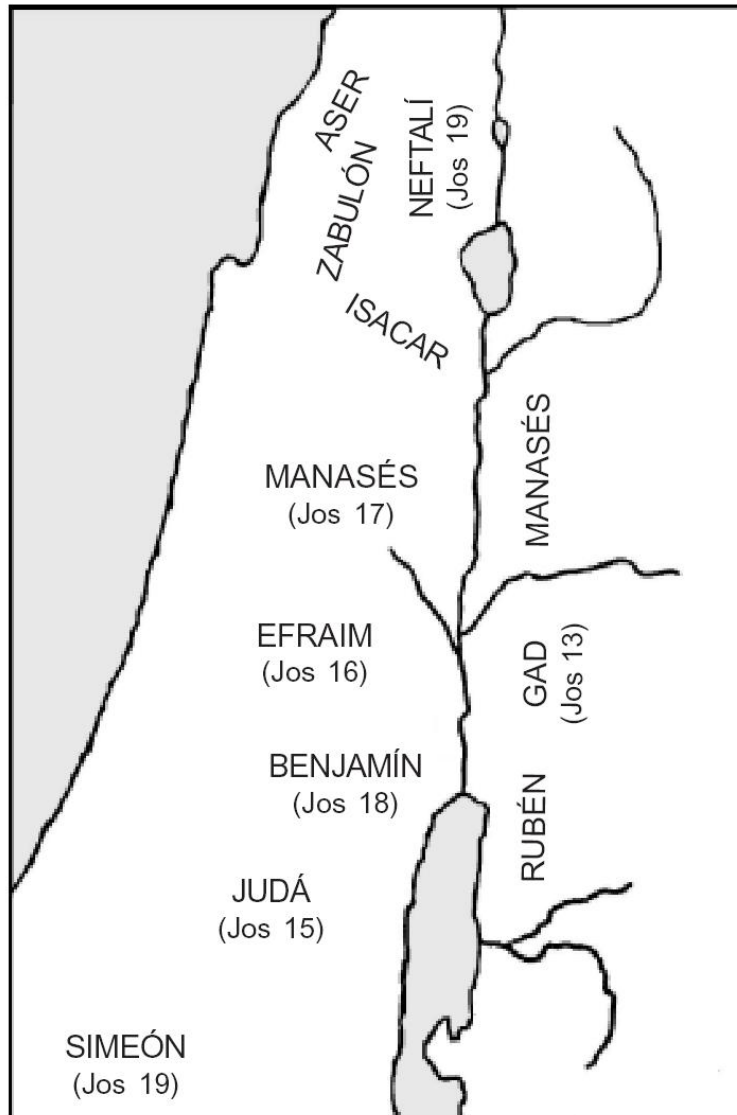 ASER
ZABULÓN
NEFTALÍ
(Jos 19)
ISACAR
MANASÉS
(Jos 17)
MANASÉS
EFRAIM
(Jos 16)
GAD
(Jos 13)
BENJAMÍN
(Jos 18)
RUBÉN
JUDÁ
(Jos 15)
SIMEÓN
(Jos 19)